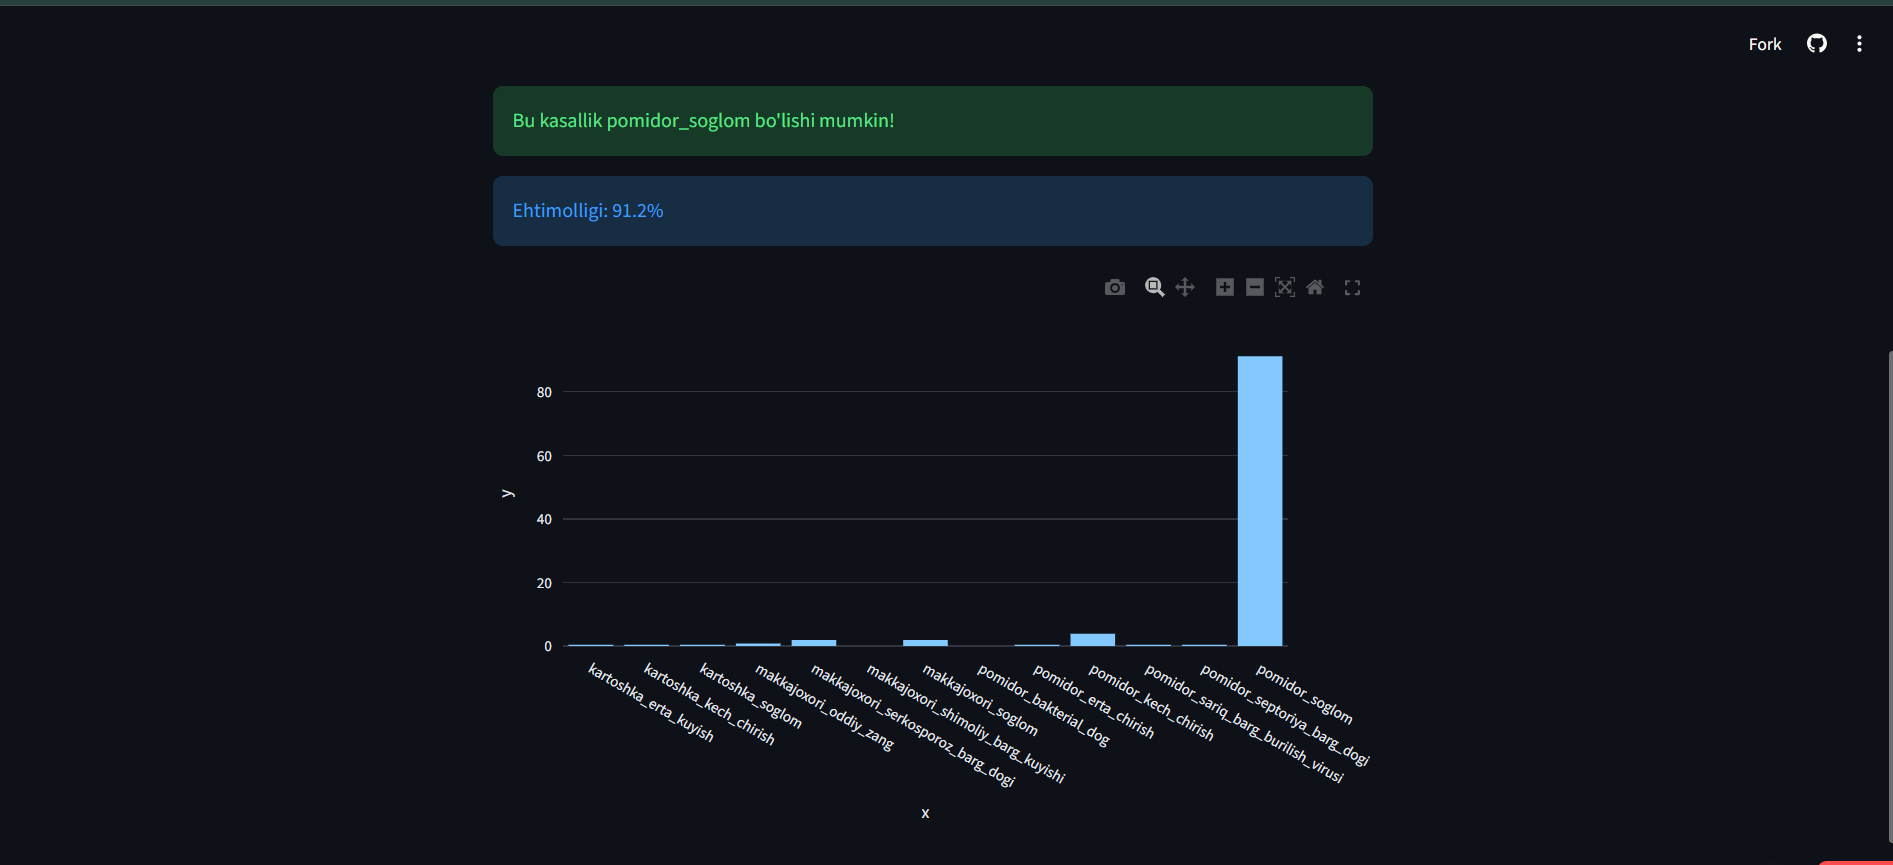 Fork
Bu kasallik pomidor_soglom bo'lishi mumkin!
Ehtimolligi: 91.2%
80
60
40
20
0
y
kartoshka_erta_kuyish
kartoshka_kech_chirish
kartoshka_soglom
makkajoxori_oddiy_zang
makkajoxori_serkosporoz_barg_dogi
makkajoxori_shimoliy_barg_kuyishi
makkajoxori_soglom
pomidor_bakterial_dog
pomidor_erta_chirish
pomidor_kech_chirish
pomidor_sariq_barg_burilish_virusi
pomidor_septoriya_barg_dogi
pomidor_soglom
x